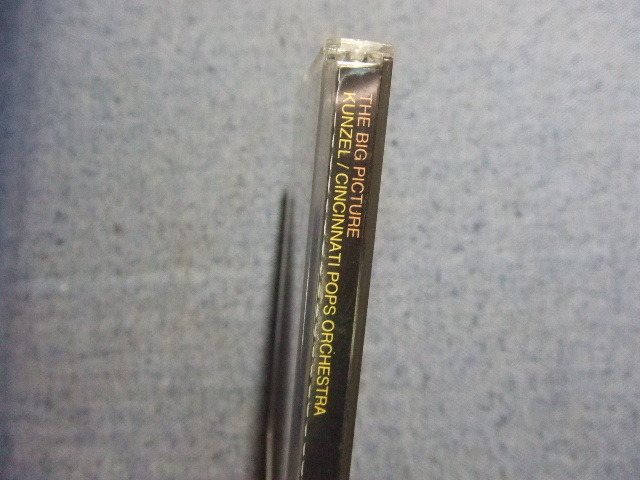 THE BIG PICTURE
KUNZEL / CINCINNATI POPS ORCHESTRA